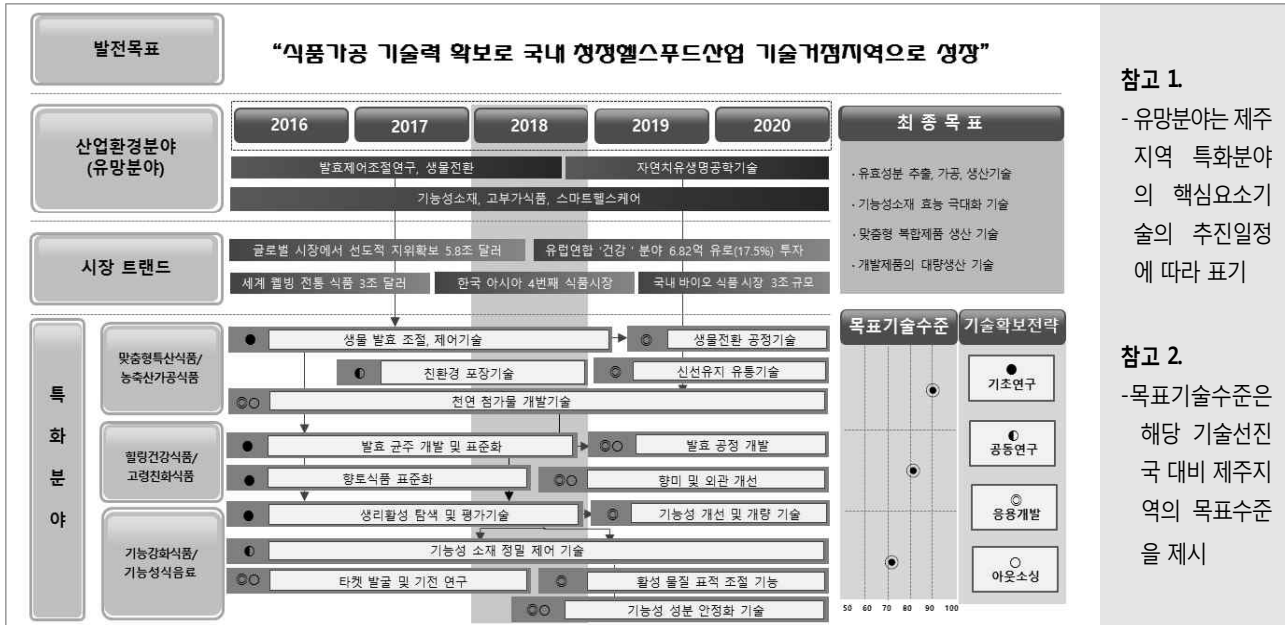 발전목표
“식품가공 기술력 확보로 국내 청정헬스푸드산업 기술거점지역으로 성장”
산업환경분야
(유망분야)
2016 2017 2018 2019 2020
발효제어조절연구, 생물전환
자연치유생명공학기술
기능성소재, 고부가식품, 스마트헬스케어
최 종 목 표
· 유효성분 추출, 가공, 생산기술
· 기능성소재 효능 극대화 기술
· 맞춤형 복합제품 생산 기술
· 개발제품의 대량생산 기술
시장 트랜드
글로벌 시장에서 선도적 지위확보 5.8조 달러
유럽연합 ‘건강 ’ 분야 6.82억 유로(17.5%) 투자
세계 웰빙 전통 식품 3조 달러
한국 아시아 4번째 식품시장
국내 바이오 식품 시장 3조 규모
특
화
분
야
맞춤형특산식품/
농축산가공식품
● 생물 발효 조절, 제어기술
◎ 생물전환 공정기술
◐ 친환경 포장기술
◎ 신선유지 유통기술
◎○ 천연 첨가물 개발기술
힐링건강식품/
고령친화식품
● 발효 균주 개발 및 표준화
◎○ 발효 공정 개발
● 향토식품 표준화
◎○ 향미 및 외관 개선
기능강화식품/
기능성식음료
● 생리활성 탐색 및 평가기술
◎ 기능성 개선 및 개량 기술
◐ 기능성 소재 정밀 제어 기술
◎○ 타켓 발굴 및 기전 연구
◎ 활성 물질 표적 조절 기능
◎○ 기능성 성분 안정화 기술
목표기술수준
50 60 70 80 90 100
기술확보전략
●
기초연구
◐
공동연구
◎
응용개발
○
아웃소싱
참고 1.
- 유망분야는 제주
지역 특화분야
의 핵심요소기
술의 추진일정
에 따라 표기
참고 2.
-목표기술수준은
해당 기술선진
국 대비 제주지
역의 목표수준
을 제시